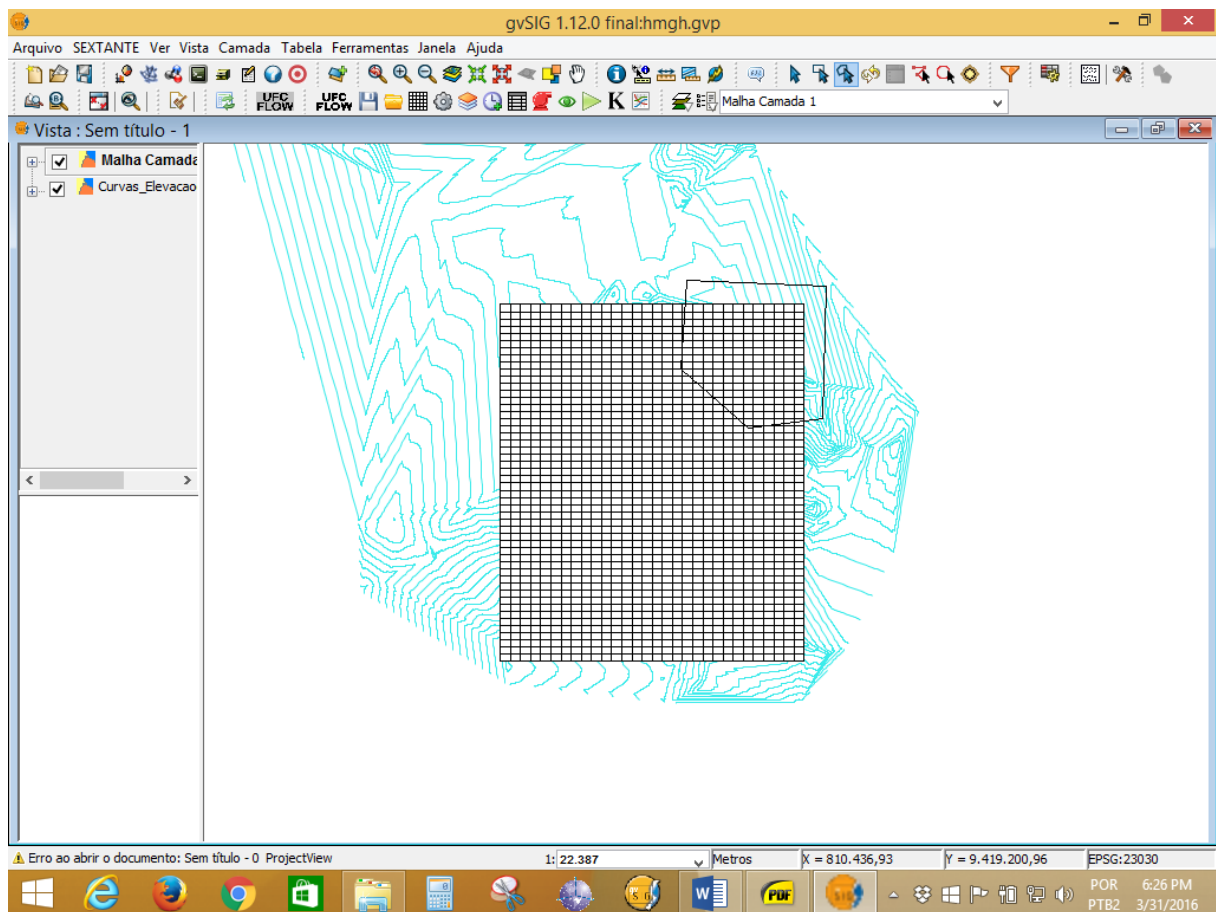 gvSIG 1.12.0 final:hmgh.gvp
Arquivo SEXTANTE Ver Vista Camada Tabela Ferramentas Janela Ajuda
UFC FLOW UFC FLOW K Malha Camada 1
Vista : Sem título - 1
Malha Camada
Curvas_Elevacao
Erro ao abrir o documento: Sem título - 0 ProjectView 1: 22.387 Metros X = 810.436,93 Y = 9.419.200,96 EPSG:23030
W PDF POR 6:26 PM
PTB2 3/31/2016